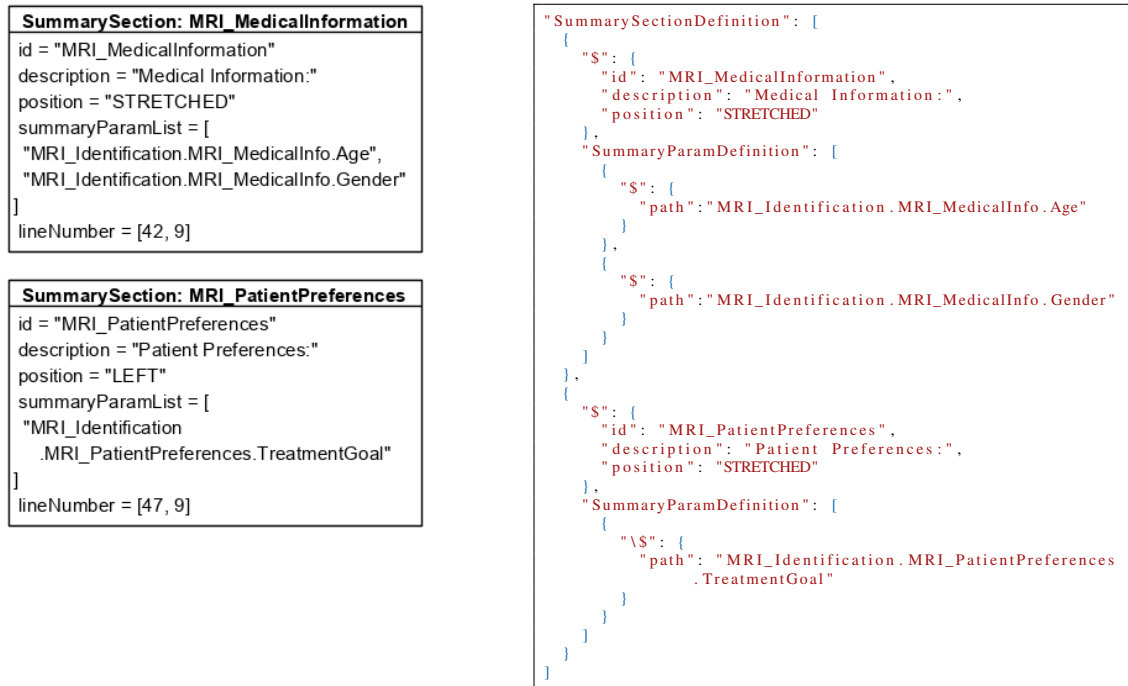 SummarySection: MRI_MedicalInformation
id = "MRI_MedicalInformation"
description = "Medical Information:"
position = "STRETCHED"
summaryParamList = [
"MRI_Identification.MRI_MedicalInfo.Age",
"MRI_Identification.MRI_MedicalInfo.Gender"
]
lineNumber = [42, 9]
SummarySection: MRI_PatientPreferences
id = "MRI_PatientPreferences"
description = "Patient Preferences:"
position = "LEFT"
summaryParamList = [
"MRI_Identification
.MRI_PatientPreferences.TreatmentGoal"
]
lineNumber = [47, 9]
"SummarySectionDefinition": [
{
"$": {
"id": "MRI_MedicalInformation",
"description": "Medical Information:",
"position": "STRETCHED"
},
"SummaryParamDefinition": [
{
"$": {
"path":"MRI_Identification.MRI_MedicalInfo.Age"
}
},
{
"$": {
"path":"MRI_Identification.MRI_MedicalInfo.Gender"
}
}
]
},
{
"$": {
"id": "MRI_PatientPreferences",
"description": "Patient Preferences:",
"position": "STRETCHED"
},
"SummaryParamDefinition": [
{
"\$": {
"path": "MRI_Identification.MRI_PatientPreferences
.TreatmentGoal"
}
}
]
}
]